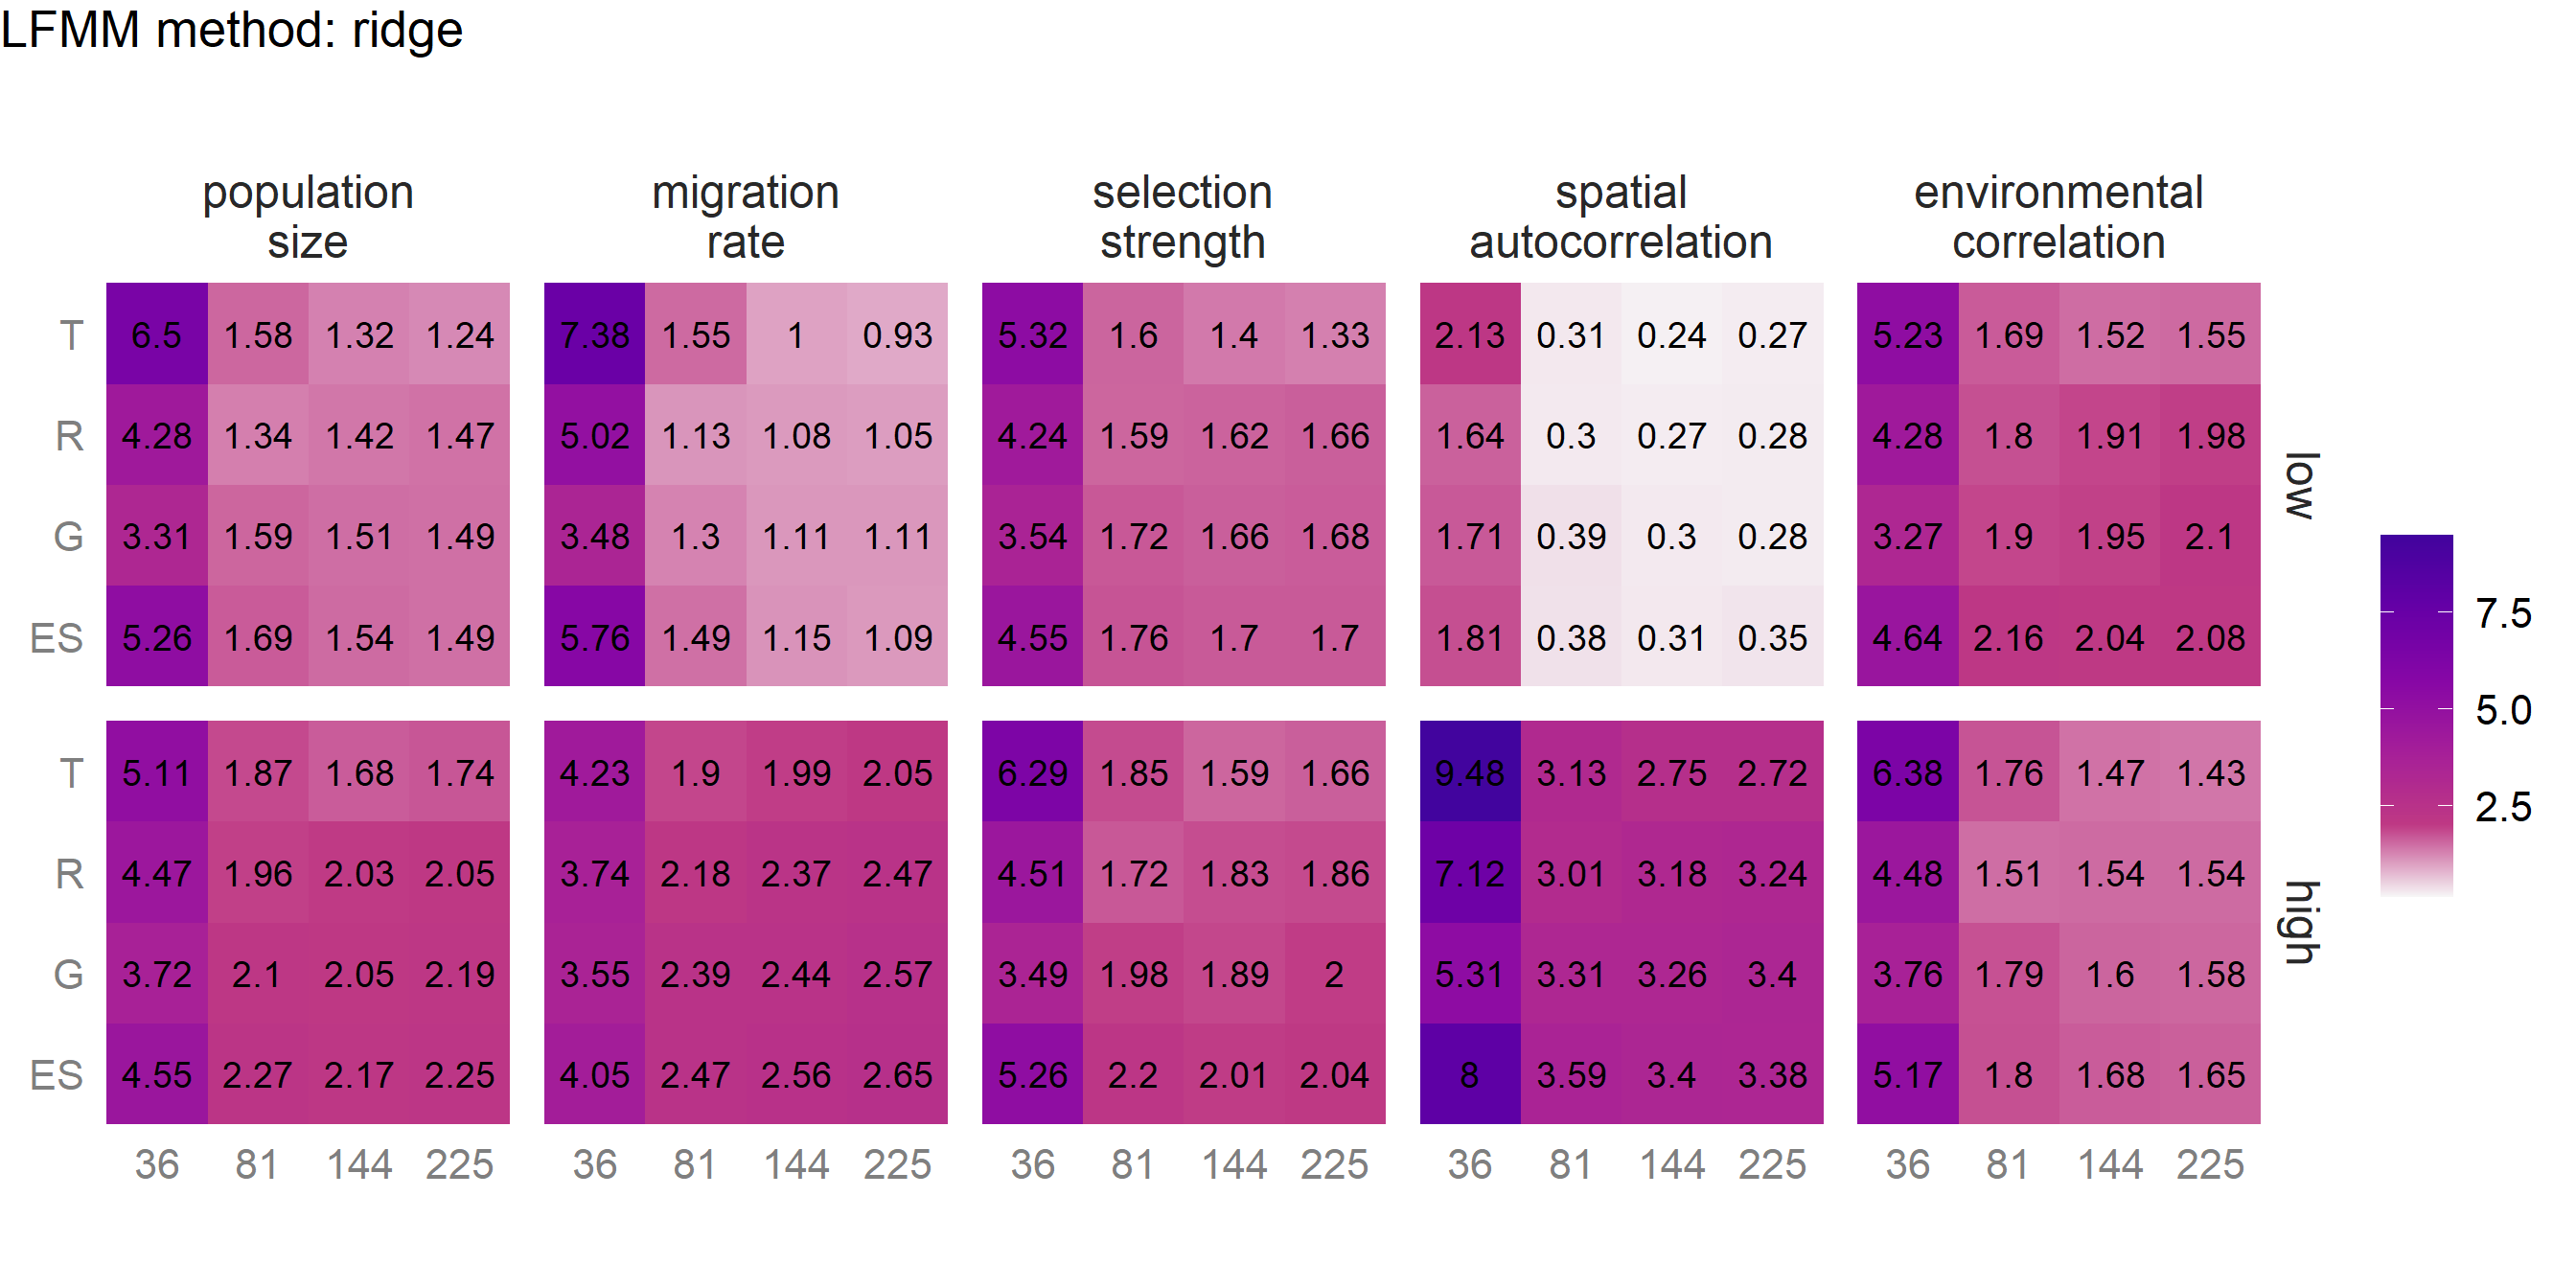 LFMM method: ridge
population migration selection spatial environmental
size rate strength autocorrelation correlation
T 6.5 1.58 1.32 1.24 7.38 1.55 1 0.93 5.32 1.6 1.4 1.33 2.13 0.31 0.24 0.27 5.23 1.69 1.52 1.55
R 4.28 1.34 1.42 1.47 5.02 1.13 1.08 1.05 4.24 1.59 1.62 1.66 1.64 0.3 0.27 0.28 4.28 1.8 1.91 1.98
low
G 3.31 1.59 1.51 1.49 3.48 1.3 1.11 1.11 3.54 1.72 1.66 1.68 1.71 0.39 0.3 0.28 3.27 1.9 1.95 2.1
ES 5.26 1.69 1.54 1.49 5.76 1.49 1.15 1.09 4.55 1.76 1.7 1.7 1.81 0.38 0.31 0.35 4.64 2.16 2.04 2.08
T 5.11 1.87 1.68 1.74 4.23 1.9 1.99 2.05 6.29 1.85 1.59 1.66 9.48 3.13 2.75 2.72 6.38 1.76 1.47 1.43
R 4.47 1.96 2.03 2.05 3.74 2.18 2.37 2.47 4.51 1.72 1.83 1.86 7.12 3.01 3.18 3.24 4.48 1.51 1.54 1.54
high
G 3.72 2.1 2.05 2.19 3.55 2.39 2.44 2.57 3.49 1.98 1.89 2 5.31 3.31 3.26 3.4 3.76 1.79 1.6 1.58
ES 4.55 2.27 2.17 2.25 4.05 2.47 2.56 2.65 5.26 2.2 2.01 2.04 8 3.59 3.4 3.38 5.17 1.8 1.68 1.65
36 81 144 225 36 81 144 225 36 81 144 225 36 81 144 225 36 81 144 225
7.5
5.0
2.5